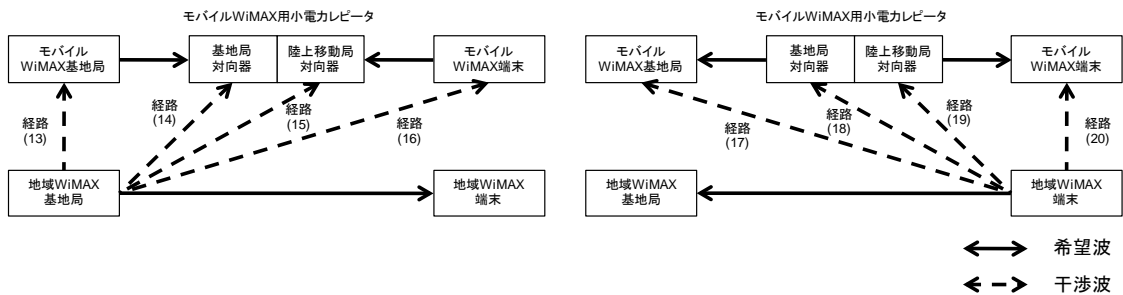 モバイルWiMAX用小電力レピータ
モバイル
WiMAX基地局
基地局
対向器
陸上移動局
対向器
モバイル
WiMAX端末
経路
(13)
経路
(14)
経路
(15)
経路
(16)
地域WiMAX
基地局
地域WiMAX
端末
モバイルWiMAX用小電力レピータ
モバイル
WiMAX基地局
基地局
対向器
陸上移動局
対向器
モバイル
WiMAX端末
経路
(17)
経路
(18)
経路
(19)
経路
(20)
地域WiMAX
基地局
地域WiMAX
端末
希望波
干渉波